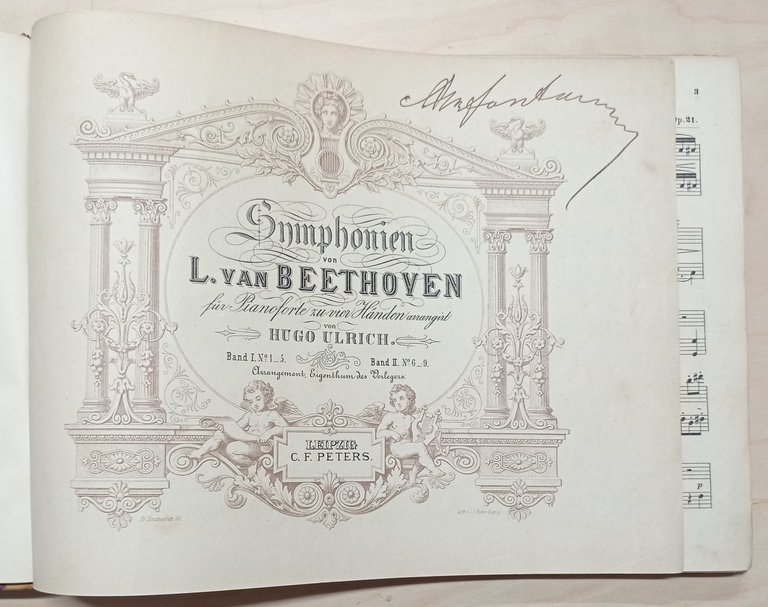 3
Op.21.
Symphonien
von
L. VAN BEETHOVEN
für Pianoforte zu vier Händen arrangirt
von
HUGO ULRICH.
Band I. No 1_5. Band II. No 6_9.
Arrangement, Eigenthum des Verlegers.
LEIPZIG
C. F. PETERS.
p